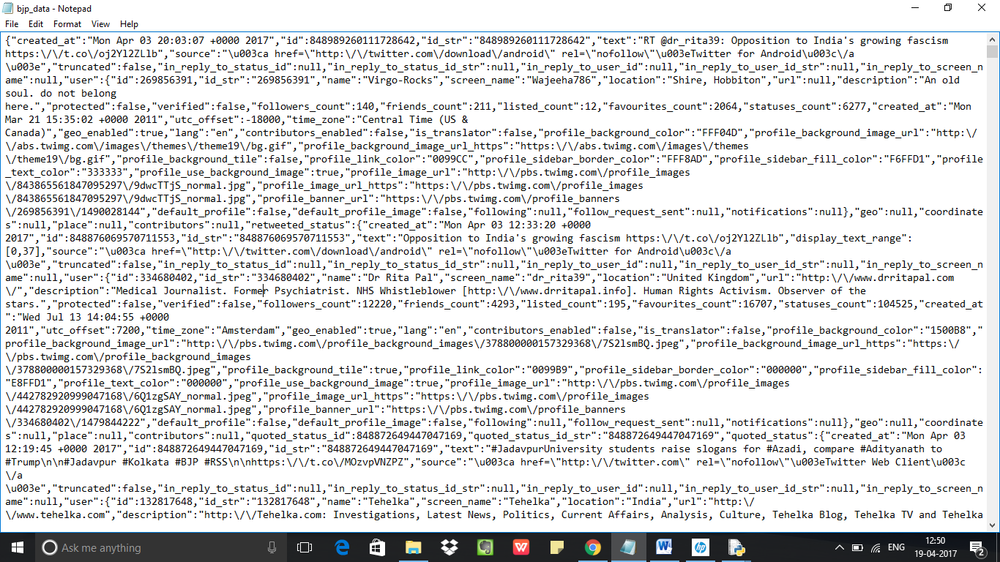 bjp_data - Notepad
File Edit Format View Help
{"created_at":"Mon Apr 03 20:03:07 +0000 2017","id":848989260111728642,"id_str":"848989260111728642","text":"RT @dr_rita39: Opposition to India's growing fascism
https:\/\/t.co\/oj2Yl2ZLlb","source":"\u003ca href=\"http:\/\/twitter.com\/download\/android\" rel=\"nofollow\"\u003eTwitter for Android\u003c\/a
\u003e","truncated":false,"in_reply_to_status_id":null,"in_reply_to_status_id_str":null,"in_reply_to_user_id":null,"in_reply_to_user_id_str":null,"in_reply_to_screen_n
ame":null,"user":{"id":269856391,"id_str":"269856391","name":"Virgo-Rocks","screen_name":"Wajeeha786","location":"Shire, Hobbiton","url":null,"description":"An old
soul. do not belong
here.","protected":false,"verified":false,"followers_count":140,"friends_count":211,"listed_count":12,"favourites_count":2064,"statuses_count":6277,"created_at":"Mon
Mar 21 15:35:02 +0000 2011","utc_offset":-18000,"time_zone":"Central Time (US &
Canada)","geo_enabled":true,"lang":"en","contributors_enabled":false,"is_translator":false,"profile_background_color":"FFF04D","profile_background_image_url":"http:\/
\/abs.twimg.com\/images\/themes\/theme19\/bg.gif","profile_background_image_url_https":"https:\/\/abs.twimg.com\/images\/themes
\/theme19\/bg.gif","profile_background_tile":false,"profile_link_color":"0099CC","profile_sidebar_border_color":"FFF8AD","profile_sidebar_fill_color":"F6FFD1","profile
_text_color":"333333","profile_use_background_image":true,"profile_image_url":"http:\/\/pbs.twimg.com\/profile_images
\/843865561847095297\/9dwcTTjS_normal.jpg","profile_image_url_https":"https:\/\/pbs.twimg.com\/profile_images
\/843865561847095297\/9dwcTTjS_normal.jpg","profile_banner_url":"https:\/\/pbs.twimg.com\/profile_banners
\/269856391\/1490028144","default_profile":false,"default_profile_image":false,"following":null,"follow_request_sent":null,"notifications":null},"geo":null,"coordinate
s":null,"place":null,"contributors":null,"retweeted_status":{"created_at":"Mon Apr 03 12:33:20 +0000
2017","id":848876069570711553,"id_str":"848876069570711553","text":"Opposition to India's growing fascism https:\/\/t.co\/oj2Yl2ZLlb","display_text_range":
[0,37],"source":"\u003ca href=\"http:\/\/twitter.com\/download\/android\" rel=\"nofollow\"\u003eTwitter for Android\u003c\/a
\u003e","truncated":false,"in_reply_to_status_id":null,"in_reply_to_status_id_str":null,"in_reply_to_user_id":null,"in_reply_to_user_id_str":null,"in_reply_to_screen_n
ame":null,"user":{"id":334680402,"id_str":"334680402","name":"Dr Rita Pal","screen_name":"dr_rita39","location":"United Kingdom","url":"http:\/\/www.drritapal.com
\/","description":"Medical Journalist. Former Psychiatrist. NHS Whistleblower [http:\/\/www.drritapal.info]. Human Rights Activism. Observer of the
stars.","protected":false,"verified":false,"followers_count":12220,"friends_count":4293,"listed_count":195,"favourites_count":16707,"statuses_count":104525,"created_at
":"Wed Jul 13 14:04:55 +0000
2011","utc_offset":7200,"time_zone":"Amsterdam","geo_enabled":true,"lang":"en","contributors_enabled":false,"is_translator":false,"profile_background_color":"1500B8","
profile_background_image_url":"http:\/\/pbs.twimg.com\/profile_background_images\/378800000157329368\/7S2lsmBQ.jpeg","profile_background_image_url_https":"https:\/
\/pbs.twimg.com\/profile_background_images
\/378800000157329368\/7S2lsmBQ.jpeg","profile_background_tile":true,"profile_link_color":"0099B9","profile_sidebar_border_color":"000000","profile_sidebar_fill_color":
"E8FFD1","profile_text_color":"000000","profile_use_background_image":true,"profile_image_url":"http:\/\/pbs.twimg.com\/profile_images
\/442782920999047168\/6Q1zgSAY_normal.jpeg","profile_image_url_https":"https:\/\/pbs.twimg.com\/profile_images
\/442782920999047168\/6Q1zgSAY_normal.jpeg","profile_banner_url":"https:\/\/pbs.twimg.com\/profile_banners
\/334680402\/1479844222","default_profile":false,"default_profile_image":false,"following":null,"follow_request_sent":null,"notifications":null},"geo":null,"coordinate
s":null,"place":null,"contributors":null,"quoted_status_id":848872649447047169,"quoted_status_id_str":"848872649447047169","quoted_status":{"created_at":"Mon Apr 03
12:19:45 +0000 2017","id":848872649447047169,"id_str":"848872649447047169","text":"#JadavpurUniversity students raise slogans for #Azadi, compare #Adityanath to
#Trump\n\n#Jadavpur #Kolkata #BJP #RSS\n\nhttps:\/\/t.co\/MOzvpVNZPZ","source":"\u003ca href=\"http:\/\/twitter.com\" rel=\"nofollow\"\u003eTwitter Web Client\u003c
\/a
\u003e","truncated":false,"in_reply_to_status_id":null,"in_reply_to_status_id_str":null,"in_reply_to_user_id":null,"in_reply_to_user_id_str":null,"in_reply_to_screen_n
ame":null,"user":{"id":132817648,"id_str":"132817648","name":"Tehelka","screen_name":"Tehelka","location":"India","url":"http:\/
\/www.tehelka.com","description":"http:\/\/Tehelka.com: Investigations, Latest News, Politics, Current Affairs, Analysis, Culture, Tehelka Blog, Tehelka TV and Tehelka
Ask me anything
ENG
12:50
19-04-2017
2